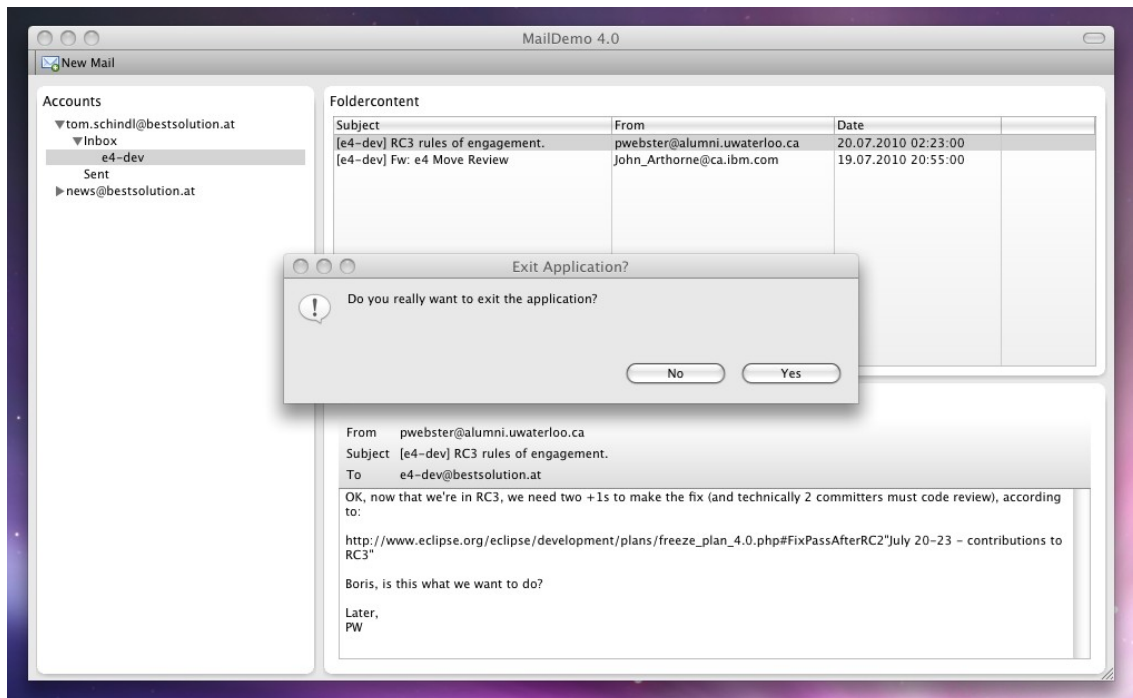 MailDemo 4.0
New Mail
Accounts
tom.schindl@bestsolution.at
Inbox
e4-dev
Sent
news@bestsolution.at
Foldercontent
Subject From Date
[e4-dev] RC3 rules of engagement. pwebster@alumni.uwaterloo.ca 20.07.2010 02:23:00
[e4-dev] Fw: e4 Move Review John_Arthorne@ca.ibm.com 19.07.2010 20:55:00
Exit Application?
Do you really want to exit the application?
No Yes
From pwebster@alumni.uwaterloo.ca
Subject [e4-dev] RC3 rules of engagement.
To e4-dev@bestsolution.at
OK, now that we're in RC3, we need two +1s to make the fix (and technically 2 committers must code review), according
to:
http://www.eclipse.org/eclipse/development/plans/freeze_plan_4.0.php#FixPassAfterRC2"July 20-23 - contributions to
RC3"
Boris, is this what we want to do?
Later,
PW